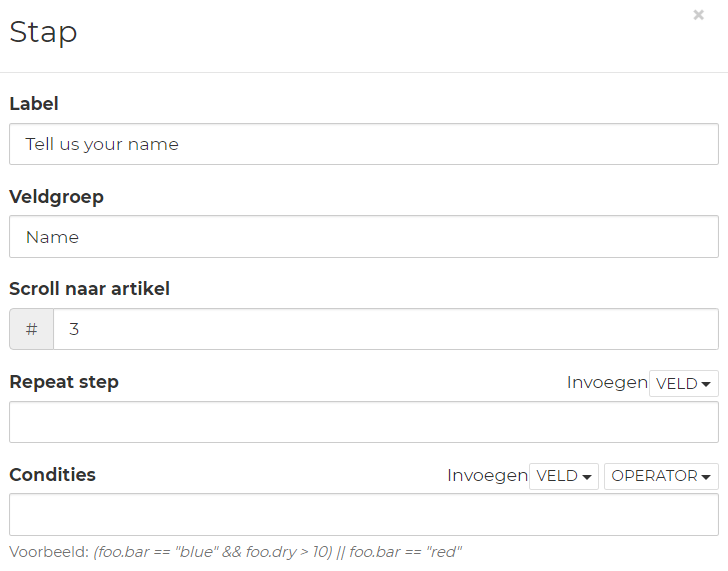 Stap
×
Label
Tell us your name
Veldgroep
Name
Scroll naar artikel
# 3
Repeat step Invoegen VELD
Condities Invoegen VELD OPERATOR
Voorbeeld: (foo.bar == "blue" && foo.dry > 10) || foo.bar == "red"